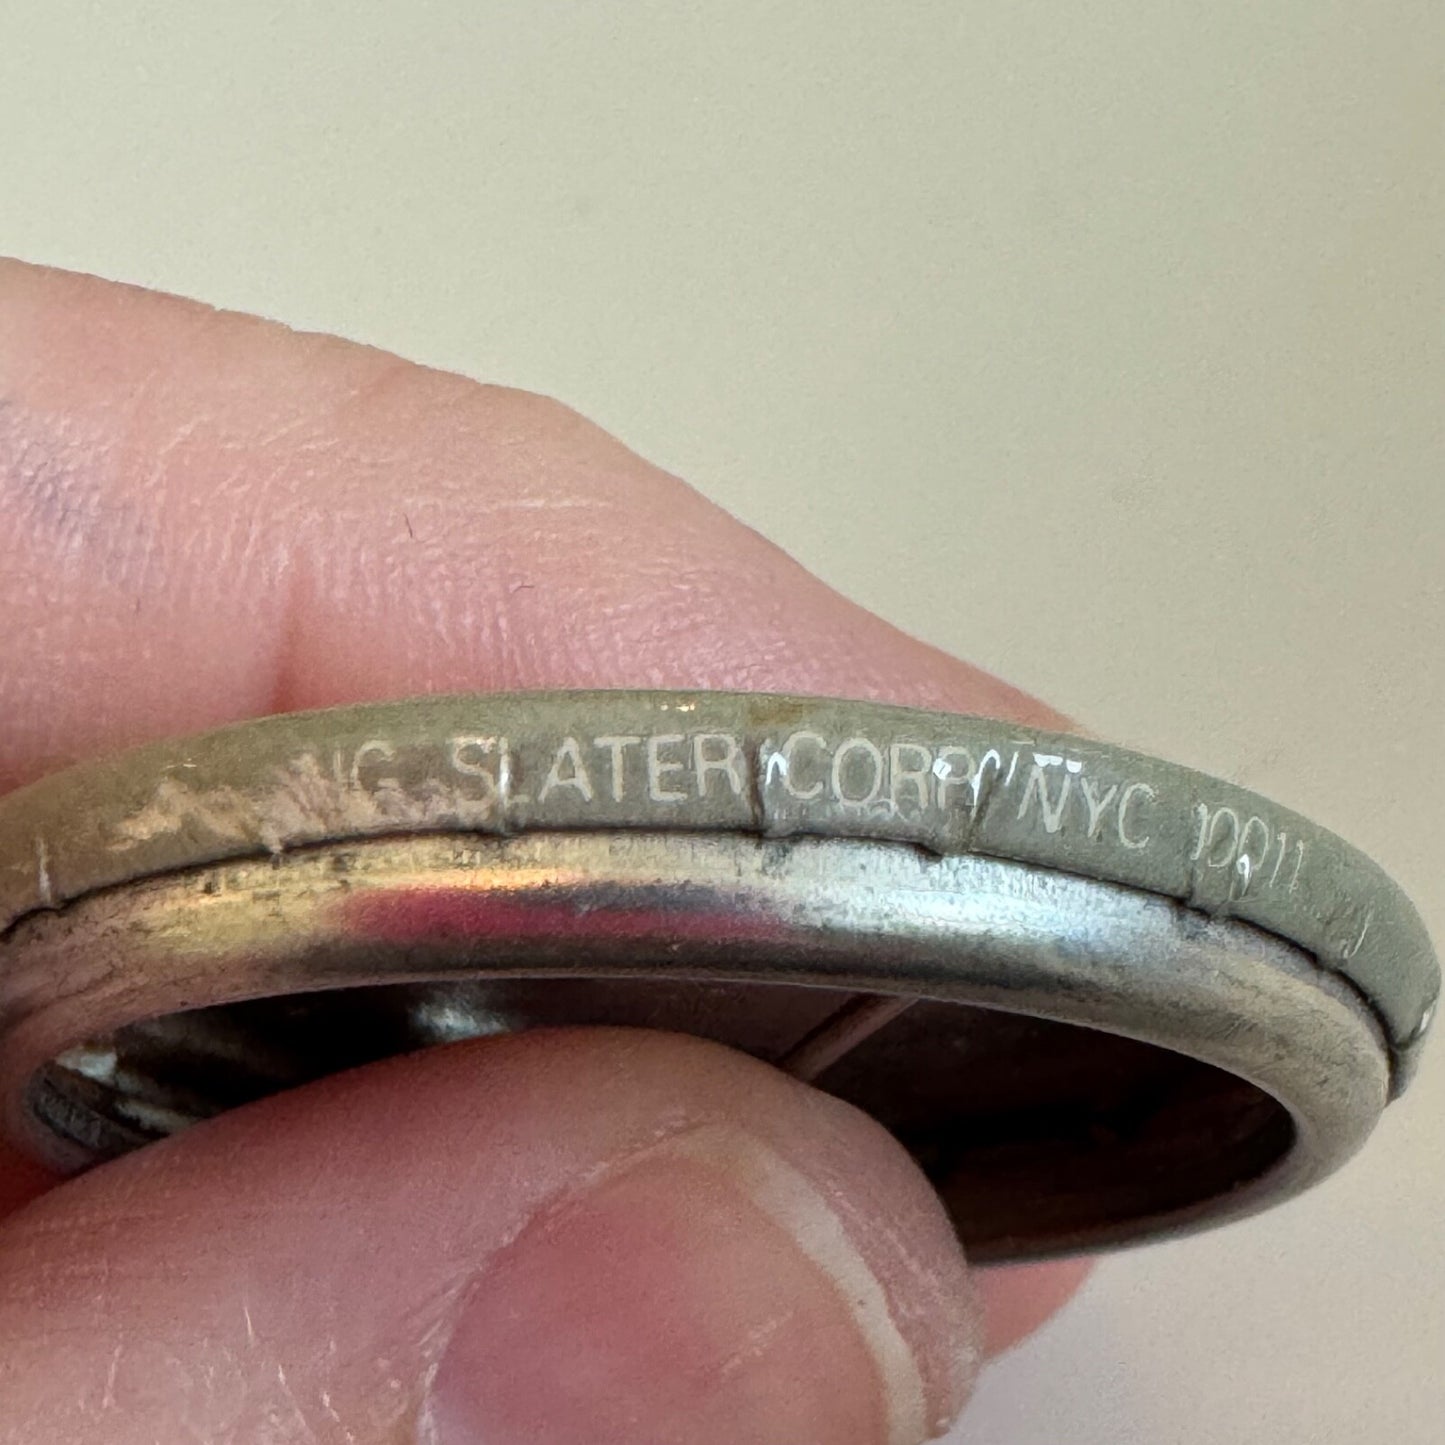 N.G. SLATER CORP. NYC 10011